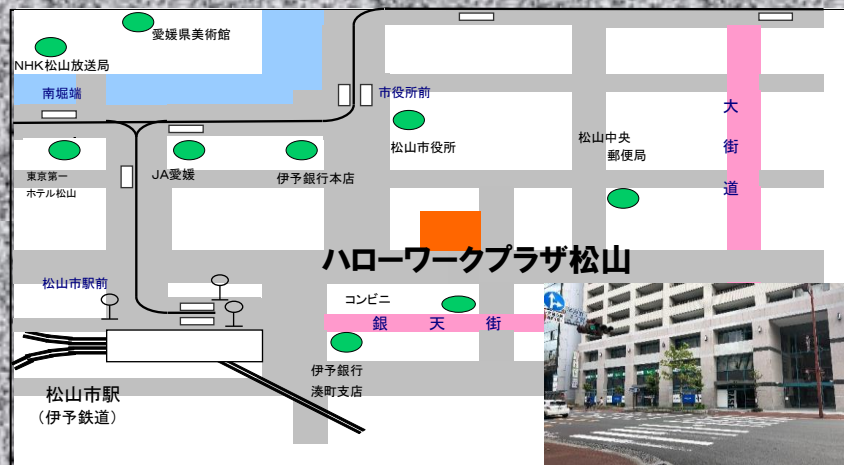 愛媛県美術館
NHK松山放送局
南堀端
市役所前
大
街
道
松山市役所
松山中央
郵便局
東京第一
ホテル松山
JA愛媛
伊予銀行本店
ハローワークプラザ松山
松山市駅前
コンビニ
銀 天 街
伊予銀行
湊町支店
松山市駅
（伊予鉄道）